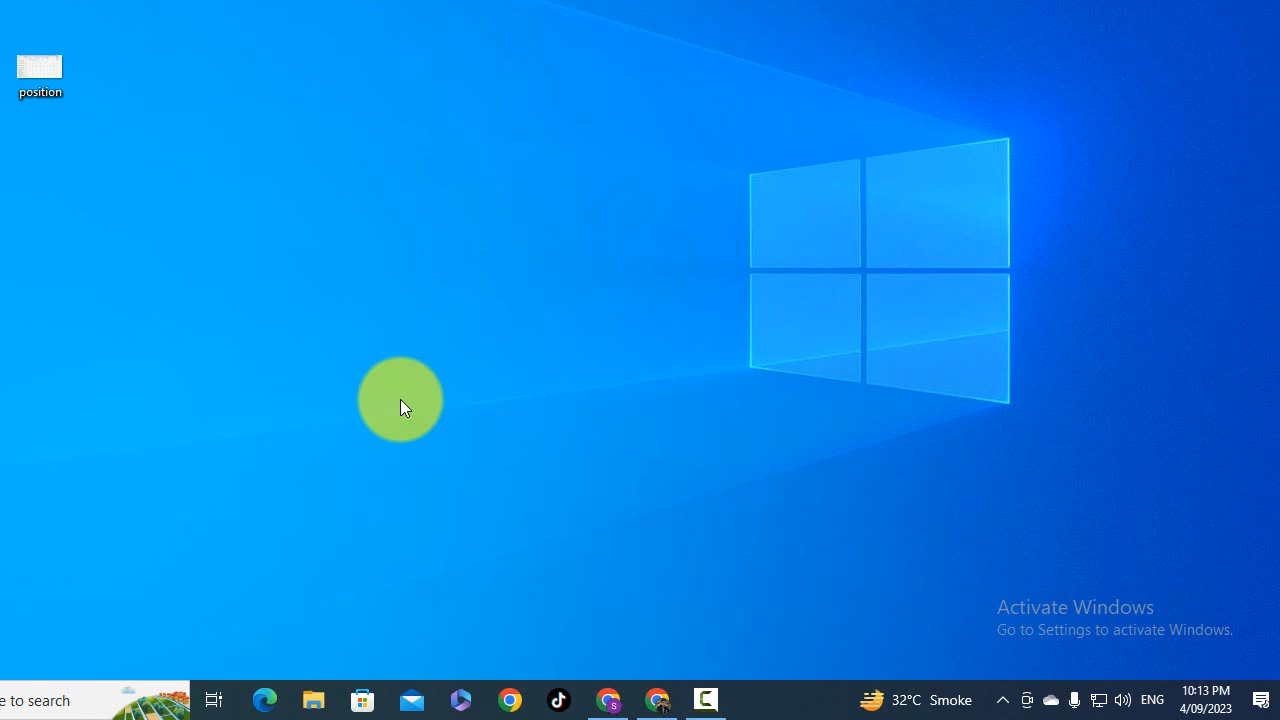 position
Activate Windows
Go to Settings to activate Windows.
e to search
32°C Smoke
ENG
10:13 PM
4/09/2023